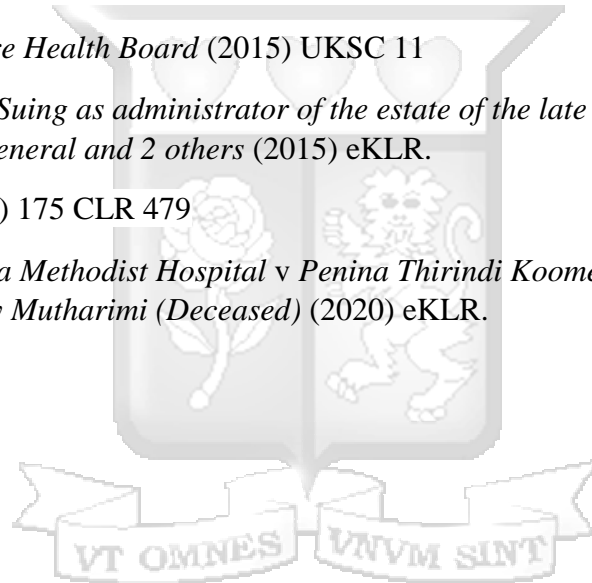 se Health Board (2015) UKSC 11
Suing as administrator of the estate of the late
eneral and 2 others (2015) eKLR.
) 175 CLR 479
a Methodist Hospital v Penina Thirindi Koome
y Mutharimi (Deceased) (2020) eKLR.
VT OMNES VNVM SINT